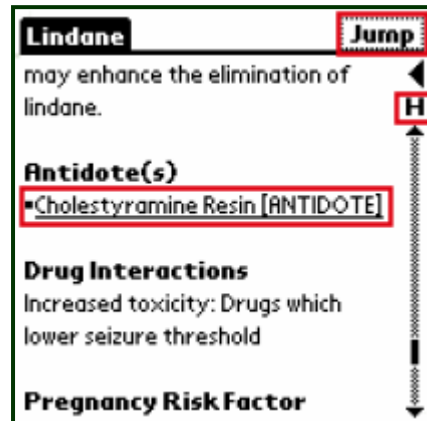 Lindane
Jump
may enhance the elimination of
lindane.
H
Antidote(s)
▪Cholestyramine Resin [ANTIDOTE]
Drug Interactions
Increased toxicity: Drugs which
lower seizure threshold
Pregnancy Risk Factor